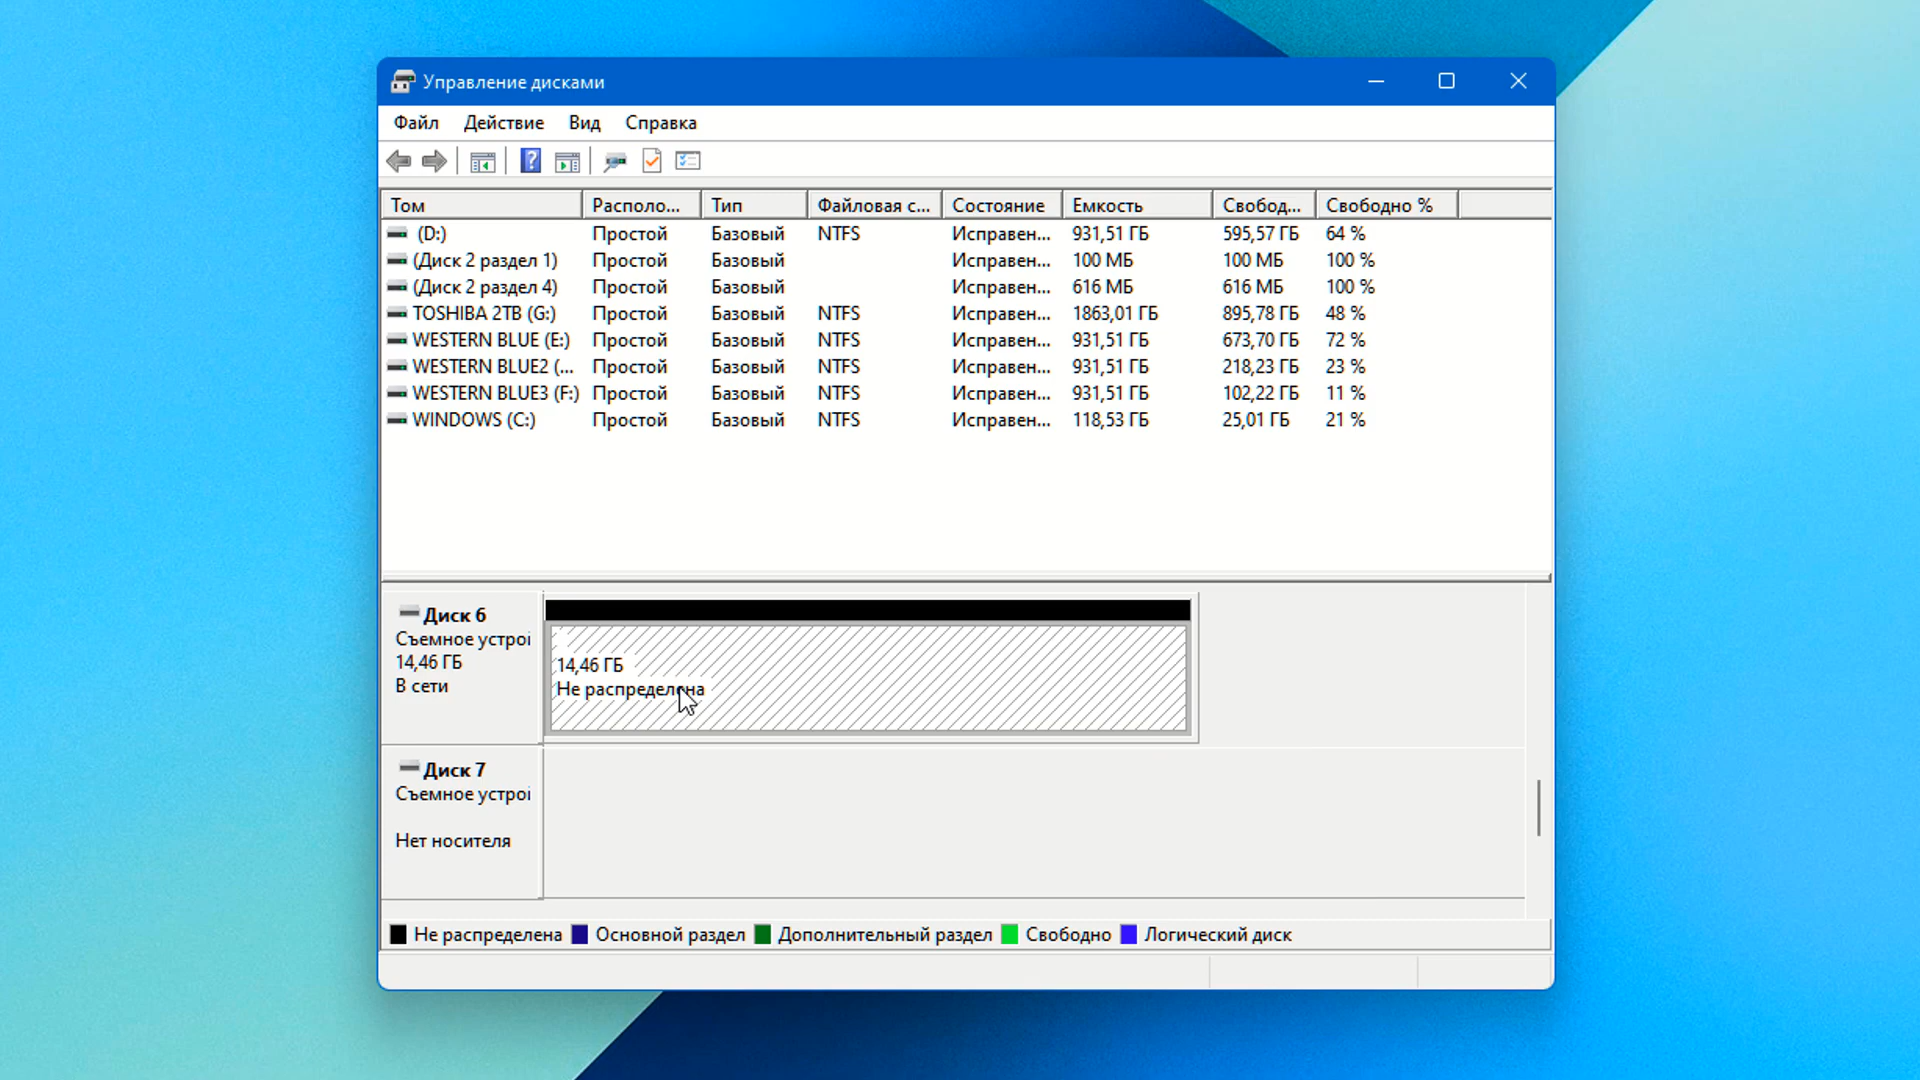 Управление дисками
Файл Действие Вид Справка
Том Располо... Тип Файловая с... Состояние Емкость Свобод... Свободно %
(D:) Простой Базовый NTFS Исправен... 931,51 ГБ 595,57 ГБ 64 %
(Диск 2 раздел 1) Простой Базовый Исправен... 100 МБ 100 МБ 100 %
(Диск 2 раздел 4) Простой Базовый Исправен... 616 МБ 616 МБ 100 %
TOSHIBA 2TB (G:) Простой Базовый NTFS Исправен... 1863,01 ГБ 895,78 ГБ 48 %
WESTERN BLUE (E:) Простой Базовый NTFS Исправен... 931,51 ГБ 673,70 ГБ 72 %
WESTERN BLUE2 (... Простой Базовый NTFS Исправен... 931,51 ГБ 218,23 ГБ 23 %
WESTERN BLUE3 (F:) Простой Базовый NTFS Исправен... 931,51 ГБ 102,22 ГБ 11 %
WINDOWS (C:) Простой Базовый NTFS Исправен... 118,53 ГБ 25,01 ГБ 21 %
Диск 6
Съемное устрої
14,46 ГБ
В сети
14,46 ГБ
Не распределена
Диск 7
Съемное устрої
Нет носителя
Не распределена Основной раздел Дополнительный раздел Свободно Логический диск